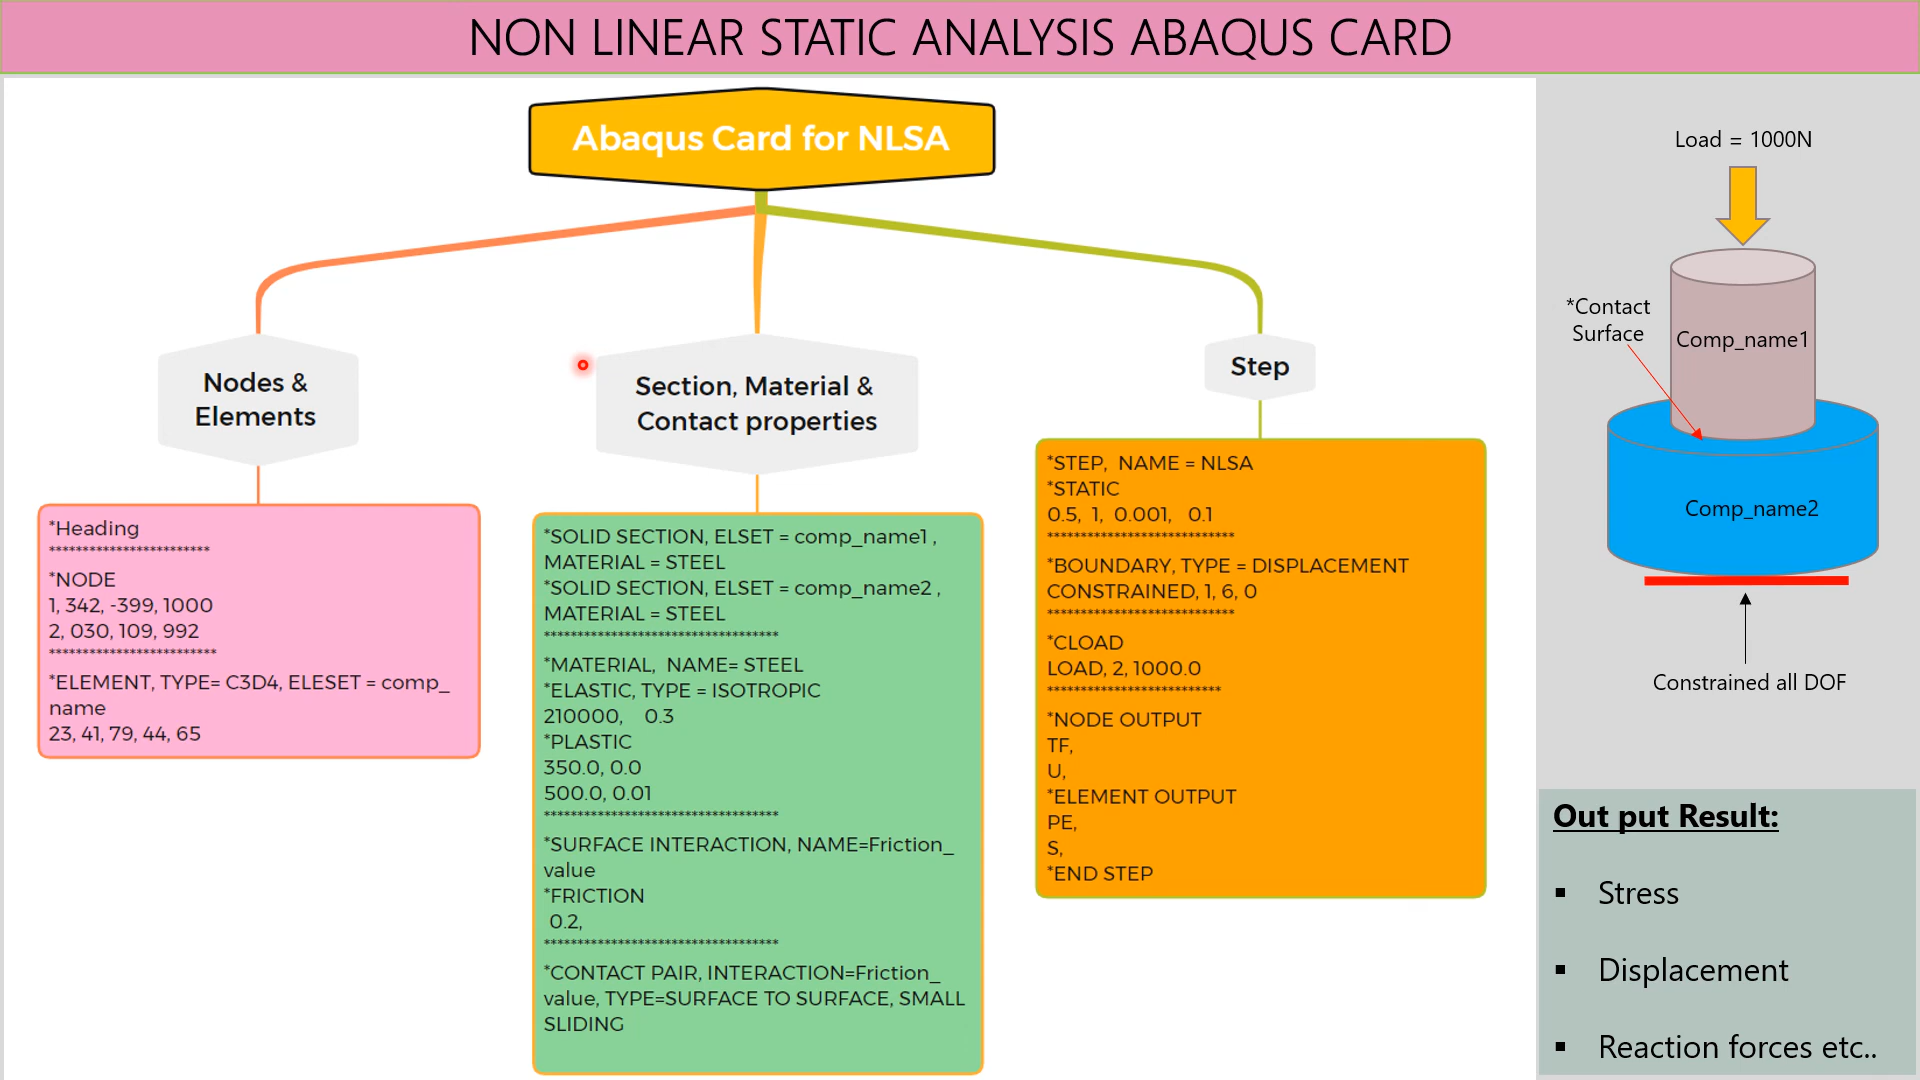 NON LINEAR STATIC ANALYSIS ABAQUS CARD
Abaqus Card for NLSA
Nodes &
Elements
*Heading
************************
*NODE
1, 342, -399, 1000
2, 030, 109, 992
*************************
*ELEMENT, TYPE= C3D4, ELESET = comp_
name
23, 41, 79, 44, 65
Section, Material &
Contact properties
*SOLID SECTION, ELSET = comp_name1 ,
MATERIAL = STEEL
*SOLID SECTION, ELSET = comp_name2 ,
MATERIAL = STEEL
***********************************
*MATERIAL,  NAME= STEEL
*ELASTIC, TYPE = ISOTROPIC
210000,    0.3
*PLASTIC
350.0, 0.0
500.0, 0.01
***********************************
*SURFACE INTERACTION, NAME=Friction_
value
*FRICTION
0.2,
***********************************
*CONTACT PAIR, INTERACTION=Friction_
value, TYPE=SURFACE TO SURFACE, SMALL
SLIDING
Step
*STEP,  NAME = NLSA
*STATIC
0.5,  1,  0.001,   0.1
****************************
*BOUNDARY, TYPE = DISPLACEMENT
CONSTRAINED, 1, 6, 0
****************************
*CLOAD
LOAD, 2, 1000.0
**************************
*NODE OUTPUT
TF,
U,
*ELEMENT OUTPUT
PE,
S,
*END STEP
Load = 1000N
*Contact
Surface
Comp_name1
Comp_name2
Constrained all DOF
Out put Result:
▪ Stress
▪ Displacement
▪ Reaction forces etc..